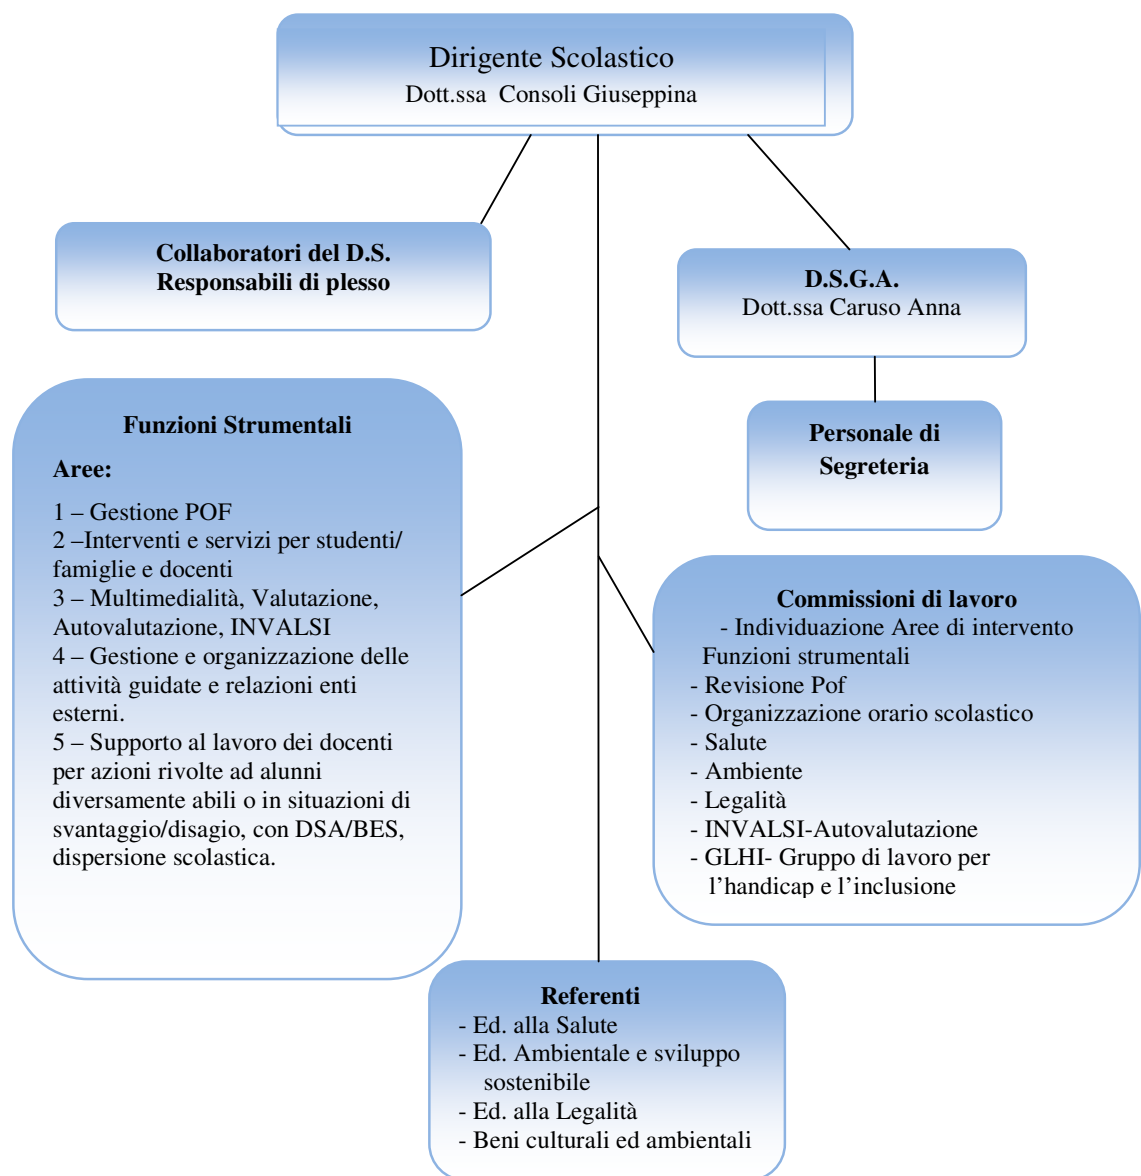 Dirigente Scolastico
Dott.ssa Consoli Giuseppina
Collaboratori del D.S.
Responsabili di plesso
D.S.G.A.
Dott.ssa Caruso Anna
Personale di
Segreteria
Funzioni Strumentali
Aree:
1 – Gestione POF
2 –Interventi e servizi per studenti/
famiglie e docenti
3 – Multimedialità, Valutazione,
Autovalutazione, INVALSI
4 – Gestione e organizzazione delle
attività guidate e relazioni enti
esterni.
5 – Supporto al lavoro dei docenti
per azioni rivolte ad alunni
diversamente abili o in situazioni di
svantaggio/disagio, con DSA/BES,
dispersione scolastica.
Commissioni di lavoro
- Individuazione Aree di intervento
Funzioni strumentali
- Revisione Pof
- Organizzazione orario scolastico
- Salute
- Ambiente
- Legalità
- INVALSI-Autovalutazione
- GLHI- Gruppo di lavoro per
l’handicap e l’inclusione
Referenti
- Ed. alla Salute
- Ed. Ambientale e sviluppo
sostenibile
- Ed. alla Legalità
- Beni culturali ed ambientali